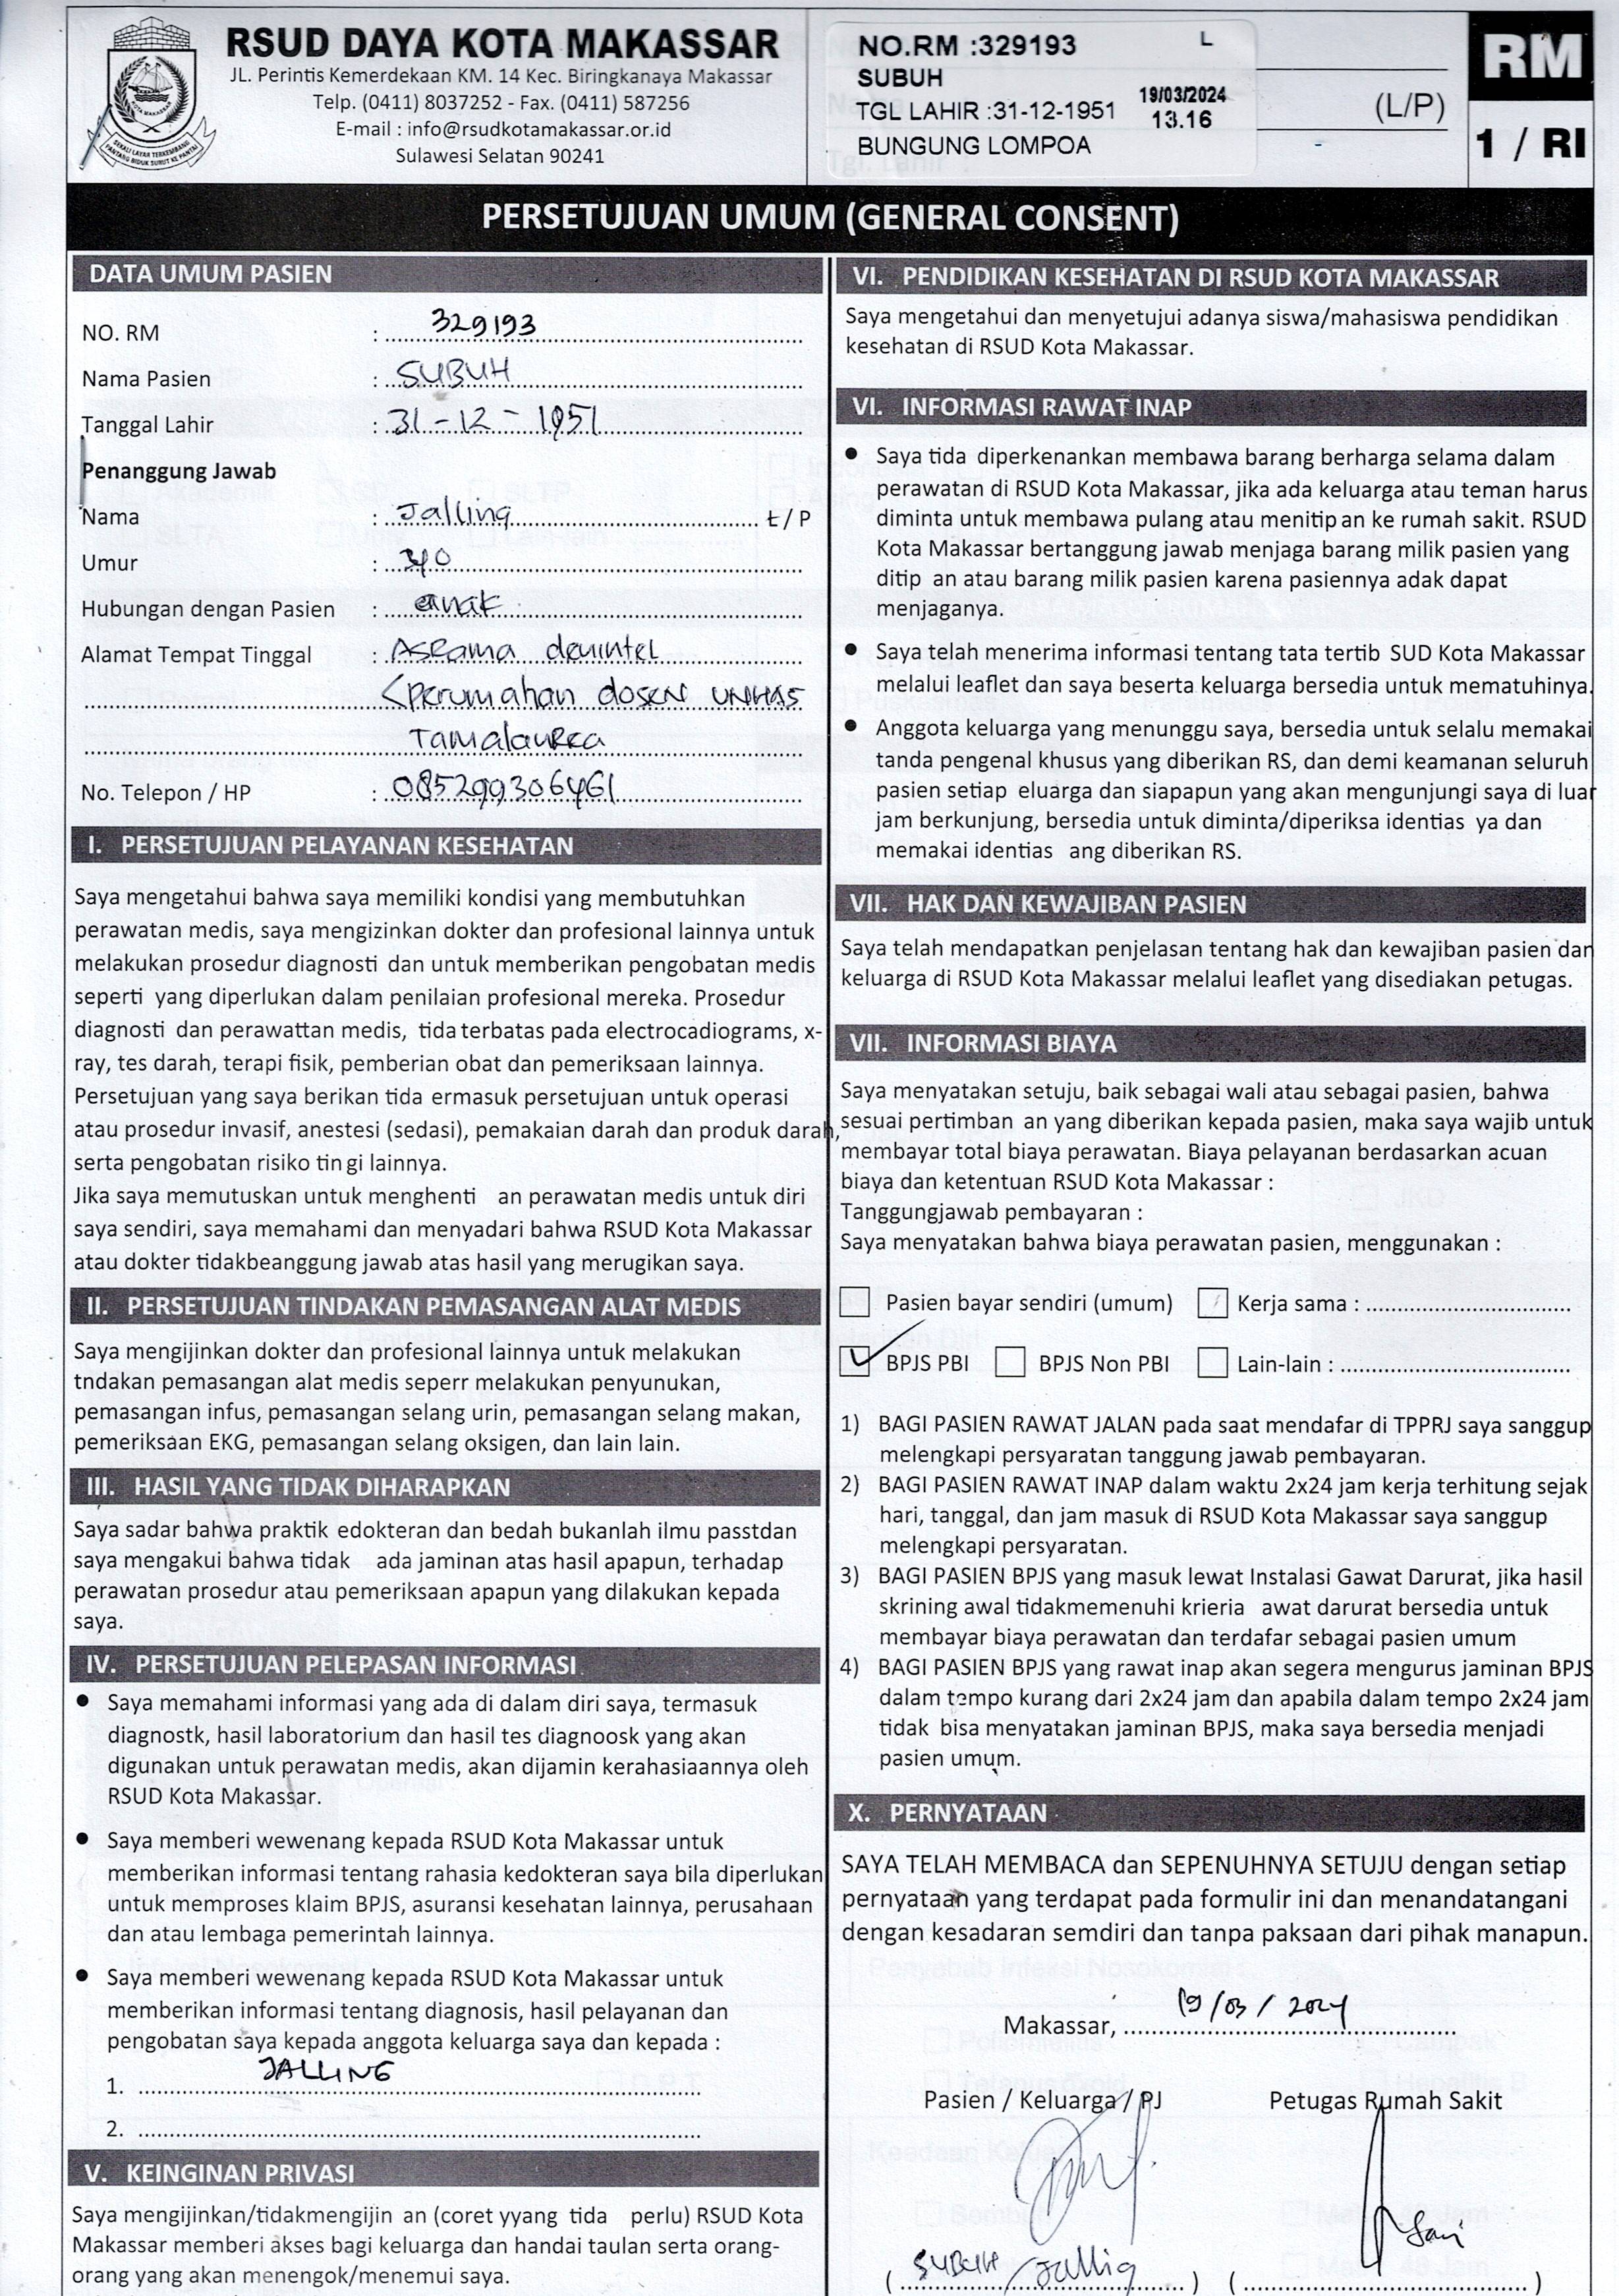 RSUD DAYA KOTA MAKASSAR
JL. Perintis Kemerdekaan KM. 14 Kec. Biringkanaya Makassar
Telp. (0411) 8037252 - Fax. (0411) 587256
E-mail : info@rsudkotamakassar.or.id
Sulawesi Selatan 90241
NO.RM :329193 L
SUBUH
TGL LAHIR :31-12-1951
19/03/2024
13.16
BUNGUNG LOMPOA
(L/P)
RM
1 / RI
PERSETUJUAN UMUM (GENERAL CONSENT)
DATA UMUM PASIEN
NO. RM : 329193
Nama Pasien : SUBUH
Tanggal Lahir : 31 - 12 - 1951
Penanggung Jawab
Nama : Jalling L / P
Umur :
Hubungan dengan Pasien : anak
Alamat Tempat Tinggal : Asrama
perumahan dosen UNHAS
Tamalanrea
No. Telepon / HP : 085299306461
I. PERSETUJUAN PELAYANAN KESEHATAN
Saya mengetahui bahwa saya memiliki kondisi yang membutuhkan
perawatan medis, saya mengizinkan dokter dan profesional lainnya untuk
melakukan prosedur diagnosti dan untuk memberikan pengobatan medis
seperti yang diperlukan dalam penilaian profesional mereka. Prosedur
diagnosti dan perawattan medis, tida terbatas pada electrocadiograms, x-
ray, tes darah, terapi fisik, pemberian obat dan pemeriksaan lainnya.
Persetujuan yang saya berikan tida ermasuk persetujuan untuk operasi
atau prosedur invasif, anestesi (sedasi), pemakaian darah dan produk darah,
serta pengobatan risiko tin gi lainnya.
Jika saya memutuskan untuk menghenti an perawatan medis untuk diri
saya sendiri, saya memahami dan menyadari bahwa RSUD Kota Makassar
atau dokter tidakbeanggung jawab atas hasil yang merugikan saya.
II. PERSETUJUAN TINDAKAN PEMASANGAN ALAT MEDIS
Saya mengijinkan dokter dan profesional lainnya untuk melakukan
tndakan pemasangan alat medis seperr melakukan penyunukan,
pemasangan infus, pemasangan selang urin, pemasangan selang makan,
pemeriksaan EKG, pemasangan selang oksigen, dan lain lain.
III. HASIL YANG TIDAK DIHARAPKAN
Saya sadar bahwa praktik edokteran dan bedah bukanlah ilmu passtdan
saya mengakui bahwa tidak ada jaminan atas hasil apapun, terhadap
perawatan prosedur atau pemeriksaan apapun yang dilakukan kepada
saya.
IV. PERSETUJUAN PELEPASAN INFORMASI
• Saya memahami informasi yang ada di dalam diri saya, termasuk
diagnostk, hasil laboratorium dan hasil tes diagnoosk yang akan
digunakan untuk perawatan medis, akan dijamin kerahasiaannya oleh
RSUD Kota Makassar.
• Saya memberi wewenang kepada RSUD Kota Makassar untuk
memberikan informasi tentang rahasia kedokteran saya bila diperlukan
untuk memproses klaim BPJS, asuransi kesehatan lainnya, perusahaan
dan atau lembaga pemerintah lainnya.
• Saya memberi wewenang kepada RSUD Kota Makassar untuk
memberikan informasi tentang diagnosis, hasil pelayanan dan
pengobatan saya kepada anggota keluarga saya dan kepada :
1. JALLING
2.
V. KEINGINAN PRIVASI
Saya mengijinkan/tidakmengijin an (coret yyang tida perlu) RSUD Kota
Makassar memberi akses bagi keluarga dan handai taulan serta orang-
orang yang akan menengok/menemui saya.
VI. PENDIDIKAN KESEHATAN DI RSUD KOTA MAKASSAR
Saya mengetahui dan menyetujui adanya siswa/mahasiswa pendidikan
kesehatan di RSUD Kota Makassar.
VI. INFORMASI RAWAT INAP
• Saya tida diperkenankan membawa barang berharga selama dalam
perawatan di RSUD Kota Makassar, jika ada keluarga atau teman harus
diminta untuk membawa pulang atau menitip an ke rumah sakit. RSUD
Kota Makassar bertanggung jawab menjaga barang milik pasien yang
ditip an atau barang milik pasien karena pasiennya adak dapat
menjaganya.
• Saya telah menerima informasi tentang tata tertib SUD Kota Makassar
melalui leaflet dan saya beserta keluarga bersedia untuk mematuhinya.
• Anggota keluarga yang menunggu saya, bersedia untuk selalu memakai
tanda pengenal khusus yang diberikan RS, dan demi keamanan seluruh
pasien setiap eluarga dan siapapun yang akan mengunjungi saya di luar
jam berkunjung, bersedia untuk diminta/diperiksa identias ya dan
memakai identias ang diberikan RS.
VII. HAK DAN KEWAJIBAN PASIEN
Saya telah mendapatkan penjelasan tentang hak dan kewajiban pasien dan
keluarga di RSUD Kota Makassar melalui leaflet yang disediakan petugas.
VII. INFORMASI BIAYA
Saya menyatakan setuju, baik sebagai wali atau sebagai pasien, bahwa
sesuai pertimban an yang diberikan kepada pasien, maka saya wajib untuk
membayar total biaya perawatan. Biaya pelayanan berdasarkan acuan
biaya dan ketentuan RSUD Kota Makassar :
Tanggungjawab pembayaran :
Saya menyatakan bahwa biaya perawatan pasien, menggunakan :
Pasien bayar sendiri (umum) Kerja sama :
BPJS PBI BPJS Non PBI Lain-lain :
1) BAGI PASIEN RAWAT JALAN pada saat mendafar di TPPRJ saya sanggup
melengkapi persyaratan tanggung jawab pembayaran.
2) BAGI PASIEN RAWAT INAP dalam waktu 2x24 jam kerja terhitung sejak
hari, tanggal, dan jam masuk di RSUD Kota Makassar saya sanggup
melengkapi persyaratan.
3) BAGI PASIEN BPJS yang masuk lewat Instalasi Gawat Darurat, jika hasil
skrining awal tidakmemenuhi krieria awat darurat bersedia untuk
membayar biaya perawatan dan terdafar sebagai pasien umum
4) BAGI PASIEN BPJS yang rawat inap akan segera mengurus jaminan BPJS
dalam tempo kurang dari 2x24 jam dan apabila dalam tempo 2x24 jam
tidak bisa menyatakan jaminan BPJS, maka saya bersedia menjadi
pasien umum.
X. PERNYATAAN
SAYA TELAH MEMBACA dan SEPENUHNYA SETUJU dengan setiap
pernyataan yang terdapat pada formulir ini dan menandatangani
dengan kesadaran semdiri dan tanpa paksaan dari pihak manapun.
Makassar, 19/03/2024
Pasien / Keluarga / PJ Petugas Rumah Sakit
( SUBUH / Jalling ) ( )